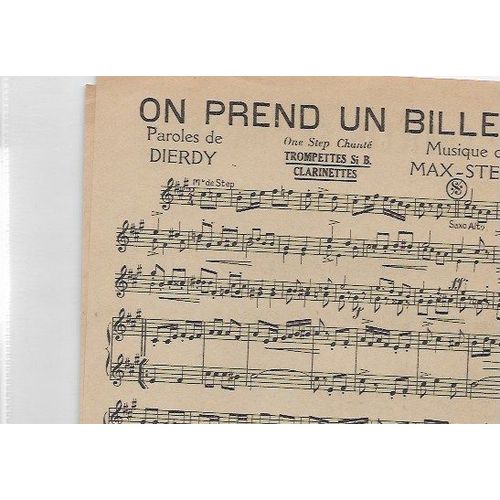 ON PREND UN BILLE
Paroles de
DIERDY
One Step Chanté
TROMPETTES Si B.
CLARINETTES
Musique d
MAX-STE
Mt de Step
Saxo Alto
ff